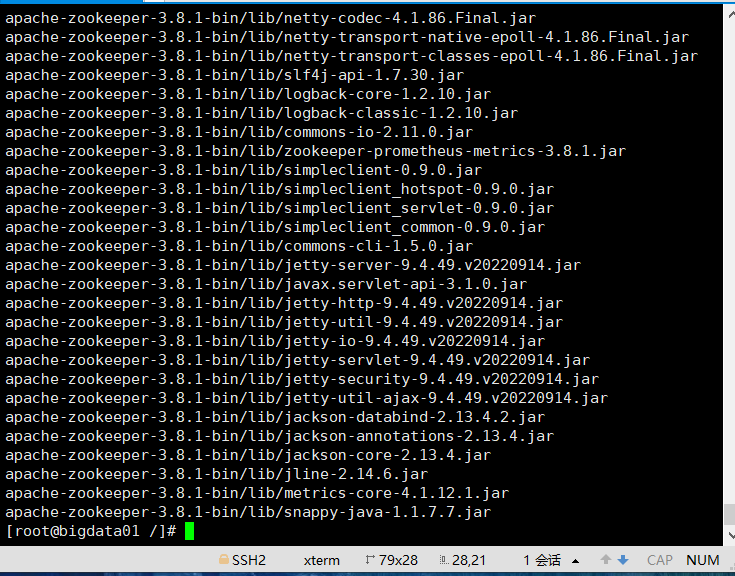 apache-zookeeper-3.8.1-bin/lib/netty-codec-4.1.86.Final.jar
apache-zookeeper-3.8.1-bin/lib/netty-transport-native-epoll-4.1.86.Final.jar
apache-zookeeper-3.8.1-bin/lib/netty-transport-classes-epoll-4.1.86.Final.jar
apache-zookeeper-3.8.1-bin/lib/slf4j-api-1.7.30.jar
apache-zookeeper-3.8.1-bin/lib/logback-core-1.2.10.jar
apache-zookeeper-3.8.1-bin/lib/logback-classic-1.2.10.jar
apache-zookeeper-3.8.1-bin/lib/commons-io-2.11.0.jar
apache-zookeeper-3.8.1-bin/lib/zookeeper-prometheus-metrics-3.8.1.jar
apache-zookeeper-3.8.1-bin/lib/simpleclient-0.9.0.jar
apache-zookeeper-3.8.1-bin/lib/simpleclient_hotspot-0.9.0.jar
apache-zookeeper-3.8.1-bin/lib/simpleclient_servlet-0.9.0.jar
apache-zookeeper-3.8.1-bin/lib/simpleclient_common-0.9.0.jar
apache-zookeeper-3.8.1-bin/lib/commons-cli-1.5.0.jar
apache-zookeeper-3.8.1-bin/lib/jetty-server-9.4.49.v20220914.jar
apache-zookeeper-3.8.1-bin/lib/javax.servlet-api-3.1.0.jar
apache-zookeeper-3.8.1-bin/lib/jetty-http-9.4.49.v20220914.jar
apache-zookeeper-3.8.1-bin/lib/jetty-util-9.4.49.v20220914.jar
apache-zookeeper-3.8.1-bin/lib/jetty-io-9.4.49.v20220914.jar
apache-zookeeper-3.8.1-bin/lib/jetty-servlet-9.4.49.v20220914.jar
apache-zookeeper-3.8.1-bin/lib/jetty-security-9.4.49.v20220914.jar
apache-zookeeper-3.8.1-bin/lib/jetty-util-ajax-9.4.49.v20220914.jar
apache-zookeeper-3.8.1-bin/lib/jackson-databind-2.13.4.2.jar
apache-zookeeper-3.8.1-bin/lib/jackson-annotations-2.13.4.jar
apache-zookeeper-3.8.1-bin/lib/jackson-core-2.13.4.jar
apache-zookeeper-3.8.1-bin/lib/jline-2.14.6.jar
apache-zookeeper-3.8.1-bin/lib/metrics-core-4.1.12.1.jar
apache-zookeeper-3.8.1-bin/lib/snappy-java-1.1.7.7.jar
[root@bigdata01 /]#
SSH2 xterm 79x28 28,21 1 会话 CAP NUM